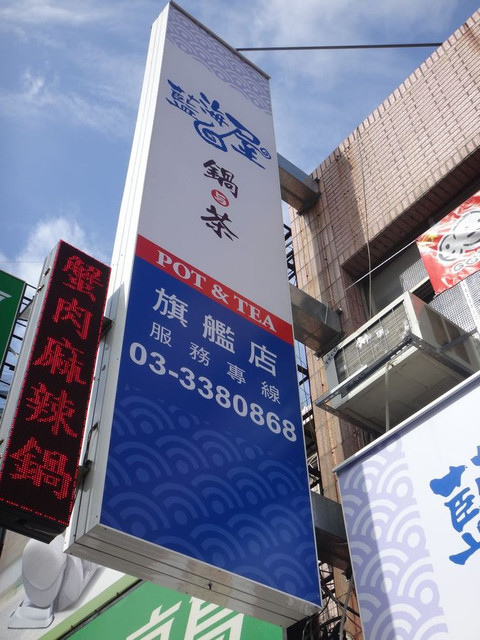 藍海屋
鍋
與
茶
POT & TEA
旗艦店
服務專線
03-3380868
蟹肉麻辣鍋
藍